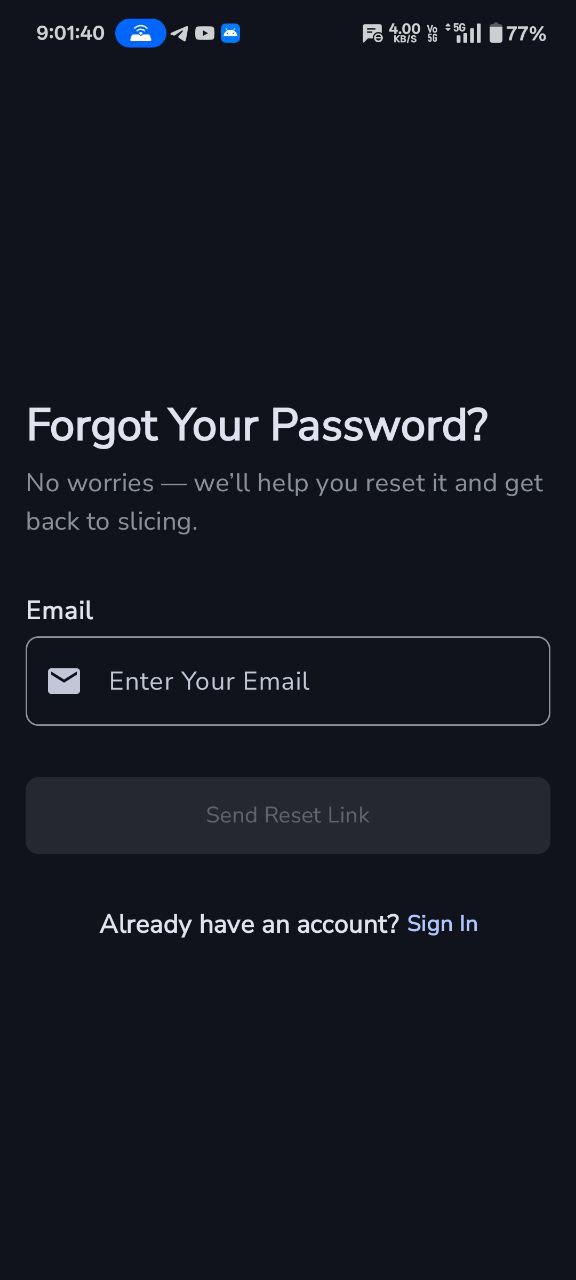 9:01:40
4.00 KB/S Vo 5G 5G 77%
Forgot Your Password?
No worries — we’ll help you reset it and get
back to slicing.
Email
Enter Your Email
Send Reset Link
Already have an account? Sign In